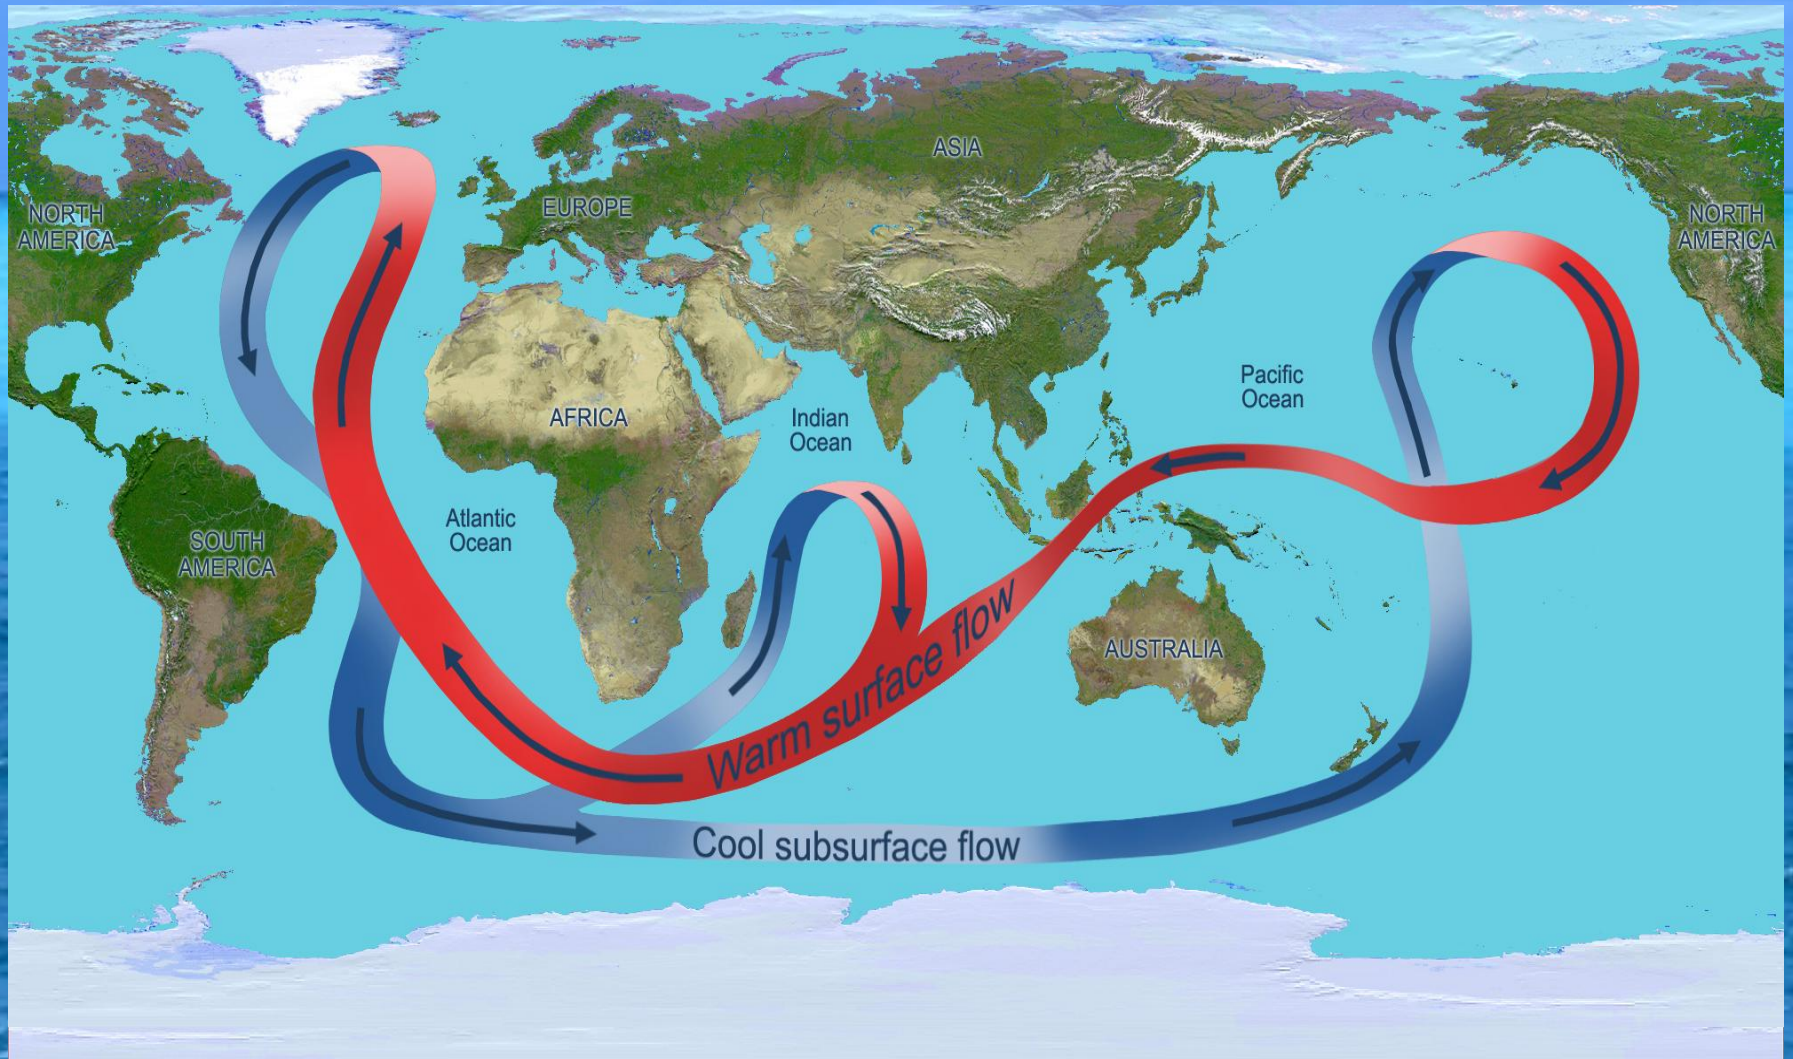 ASIA
EUROPE
NORTH
AMERICA
NORTH
AMERICA
Pacific
Ocean
AFRICA
Indian
Ocean
Atlantic
Ocean
SOUTH
AMERICA
AUSTRALIA
Warm surface flow
Cool subsurface flow